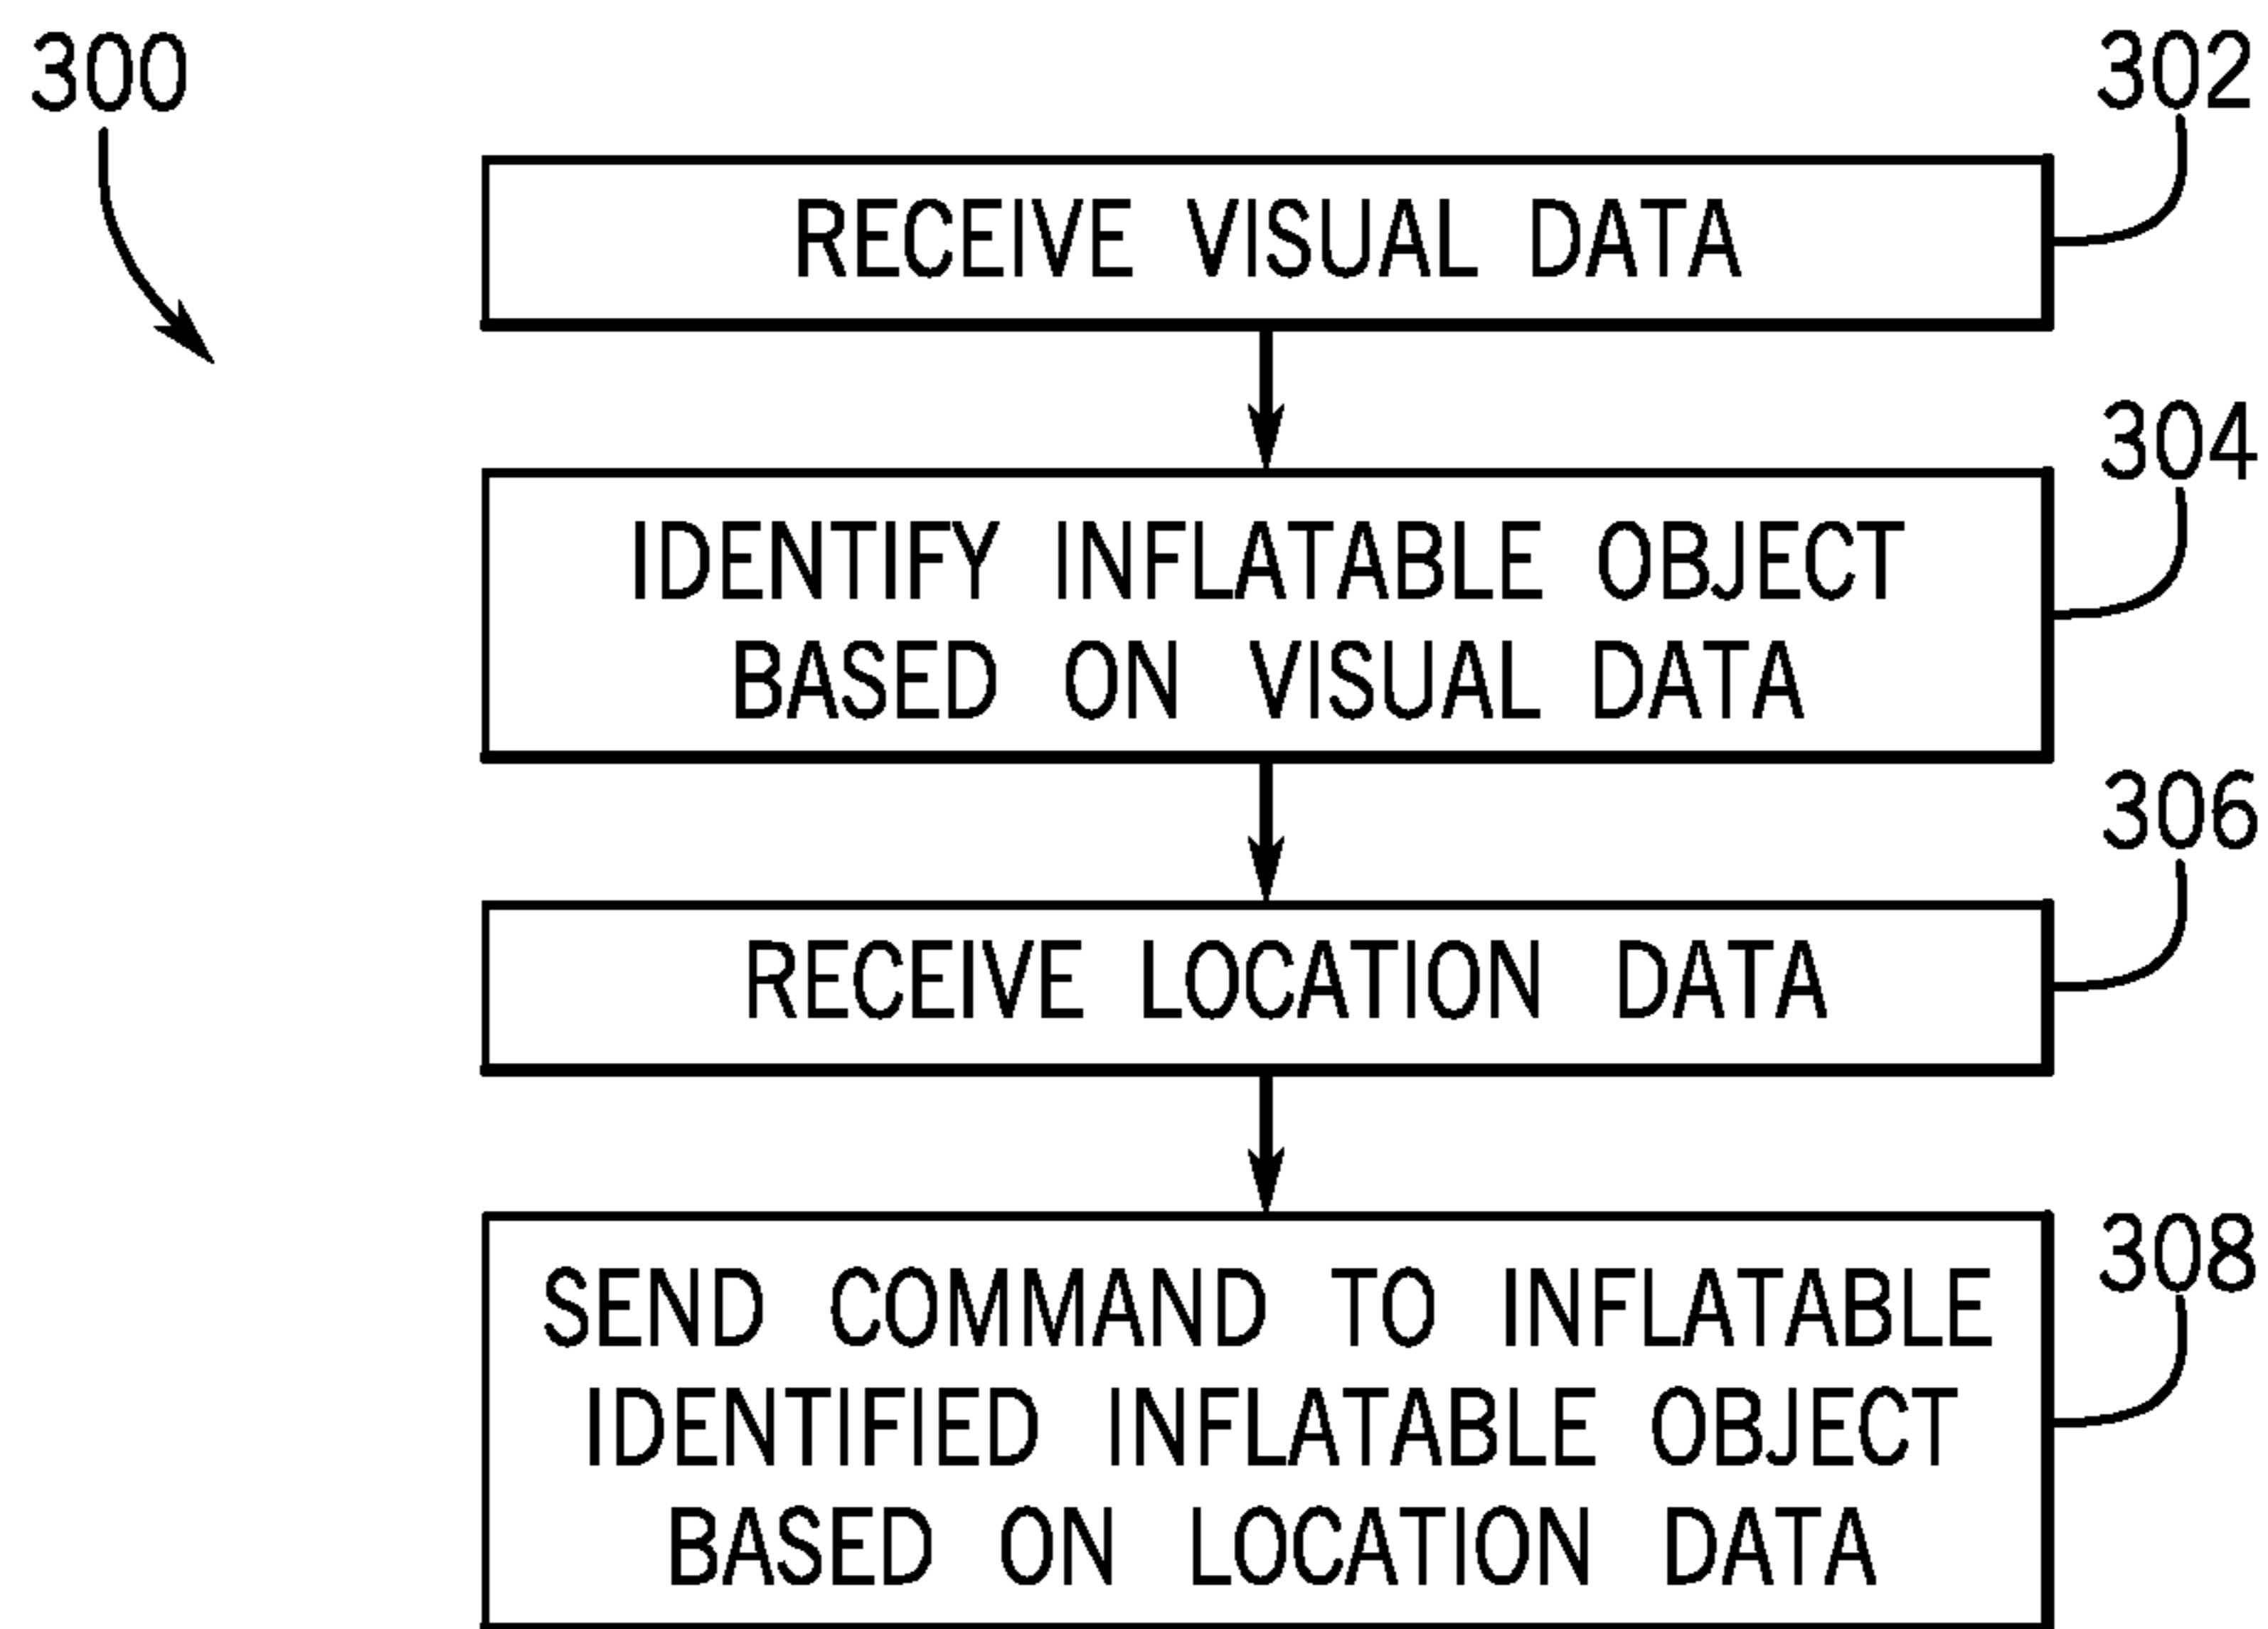 300
302
RECEIVE VISUAL DATA
304
IDENTIFY INFLATABLE OBJECT
BASED ON VISUAL DATA
306
RECEIVE LOCATION DATA
308
SEND COMMAND TO INFLATABLE
IDENTIFIED INFLATABLE OBJECT
BASED ON LOCATION DATA